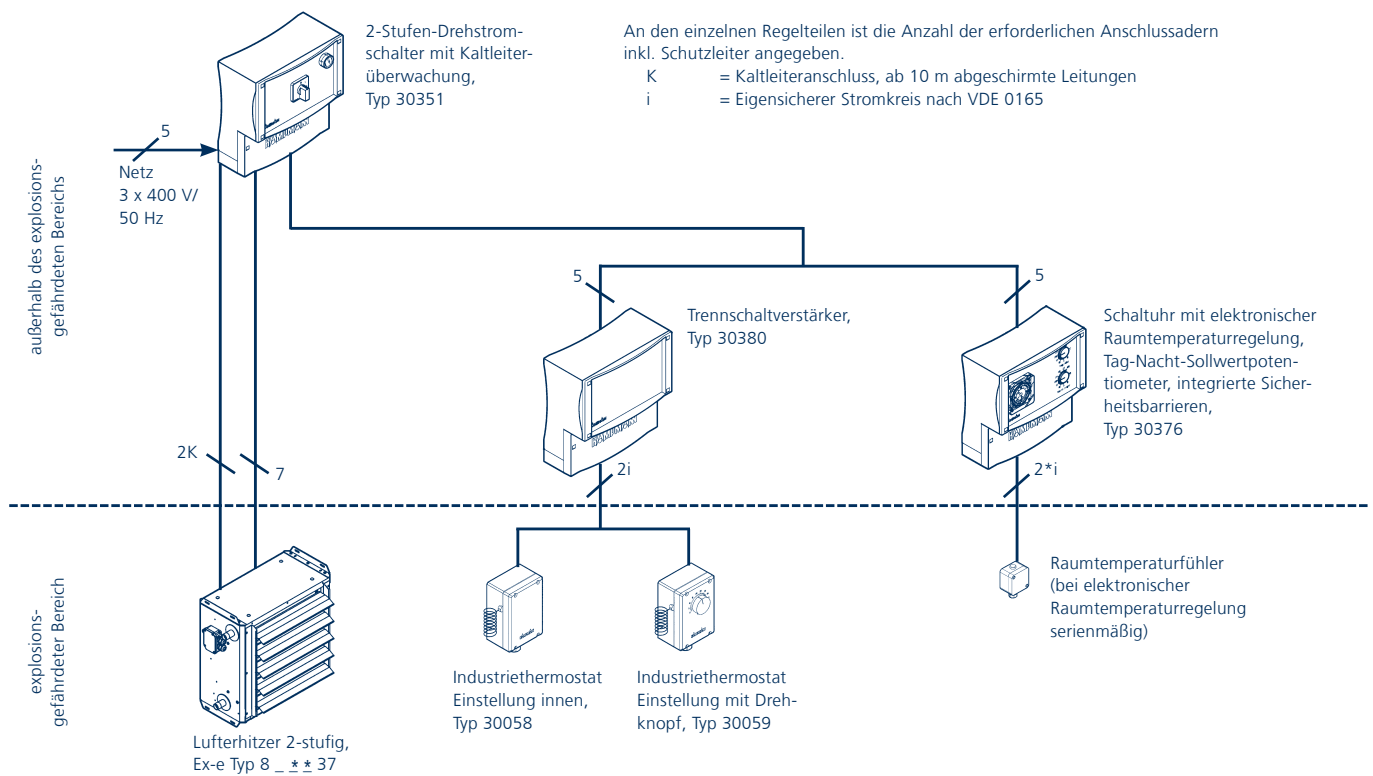 2-Stufen-Drehstrom-
schalter mit Kaltleiter-
überwachung,
Typ 30351
An den einzelnen Regelteilen ist die Anzahl der erforderlichen Anschlussadern
inkl. Schutzleiter angegeben.
K = Kaltleiteranschluss, ab 10 m abgeschirmte Leitungen
i = Eigensicherer Stromkreis nach VDE 0165
5
Netz
3 x 400 V/
50 Hz
außerhalb des explosions-
gefährdeten Bereichs
5
5
Trennschaltverstärker,
Typ 30380
Schaltuhr mit elektronischer
Raumtemperaturregelung,
Tag-Nacht-Sollwertpoten-
tiometer, integrierte Sicher-
heitsbarrieren,
Typ 30376
2K
7
2i
2*i
explosions-
gefährdeter Bereich
Raumtemperaturfühler
(bei elektronischer
Raumtemperaturregelung
serienmäßig)
Industriethermostat
Einstellung innen,
Typ 30058
Industriethermostat
Einstellung mit Dreh-
knopf, Typ 30059
Lufterhitzer 2-stufig,
Ex-e Typ 8 _ * * 37